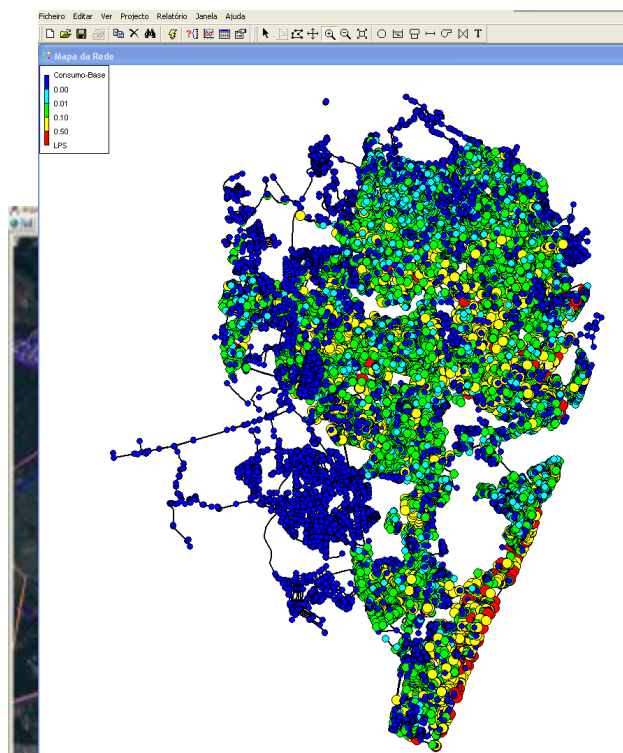 Ficheiro Editar Ver Projecto Relatório Janela Ajuda
T
Mapa da Rede
Consumo-Base
0.00
0.01
0.10
0.50
LPS